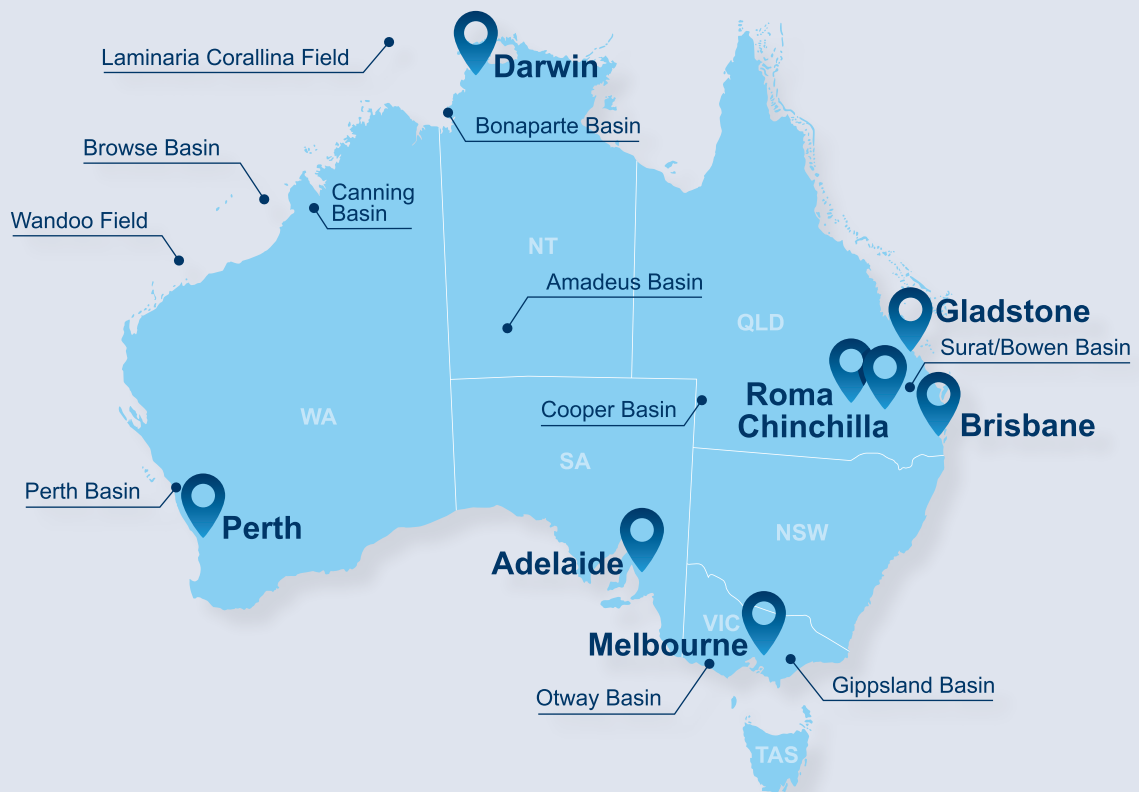 Laminaria Corallina Field
Darwin
Bonaparte Basin
Browse Basin
Canning
Basin
Wandoo Field
NT
Amadeus Basin
Gladstone
QLD
Surat/Bowen Basin
Roma
Cooper Basin
WA
Chinchilla
Brisbane
SA
Perth Basin
Perth
NSW
Adelaide
VIC
Melbourne
Gippsland Basin
Otway Basin
TAS